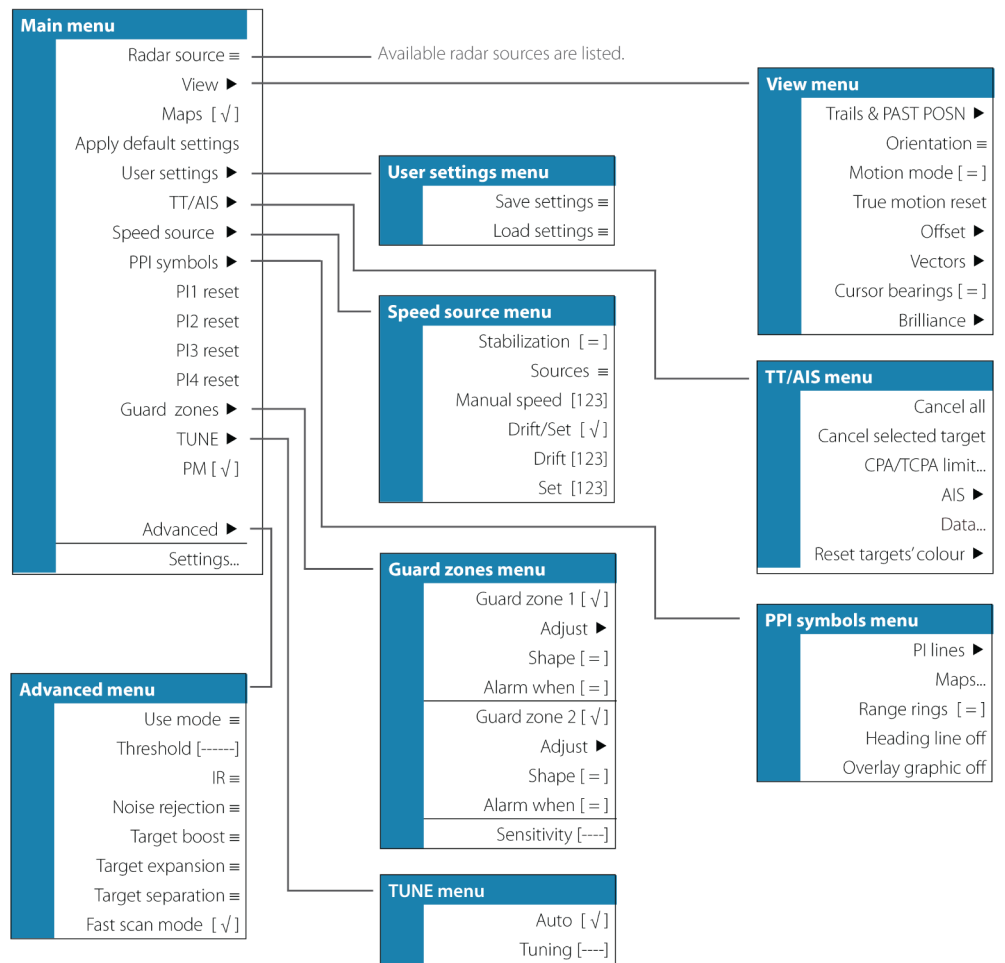 Main menu
Radar source ≡
Available radar sources are listed.
View ▶
Maps [ √ ]
Apply default settings
User settings ▶
TT/AIS ▶
Speed source ▶
PPI symbols ▶
PI1 reset
PI2 reset
PI3 reset
PI4 reset
Guard zones ▶
TUNE ▶
PM [ √ ]
Advanced ▶
Settings...
View menu
Trails & PAST POSN ▶
Orientation ≡
Motion mode [ = ]
True motion reset
Offset ▶
Vectors ▶
Cursor bearings [ = ]
Brilliance ▶
User settings menu
Save settings ≡
Load settings ≡
Speed source menu
Stabilization [ = ]
Sources ≡
Manual speed [123]
Drift/Set [ √ ]
Drift [123]
Set [123]
TT/AIS menu
Cancel all
Cancel selected target
CPA/TCPA limit...
AIS ▶
Data...
Reset targets' colour ▶
Guard zones menu
Guard zone 1 [ √ ]
Adjust ▶
Shape [ = ]
Alarm when [ = ]
Guard zone 2 [ √ ]
Adjust ▶
Shape [ = ]
Alarm when [ = ]
Sensitivity [----]
PPI symbols menu
PI lines ▶
Maps...
Range rings [ = ]
Heading line off
Overlay graphic off
Advanced menu
Use mode ≡
Threshold [------]
IR ≡
Noise rejection ≡
Target boost ≡
Target expansion ≡
Target separation ≡
Fast scan mode [ √ ]
TUNE menu
Auto [ √ ]
Tuning [----]